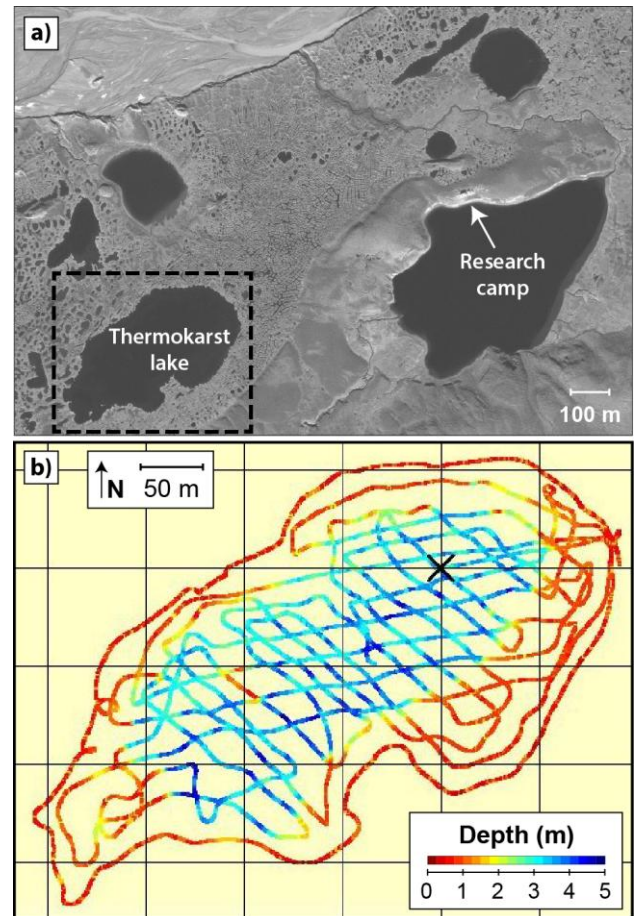 a)
Research
camp
Thermokarst
lake
100 m
b)
N
50 m
Depth (m)
0 1 2 3 4 5